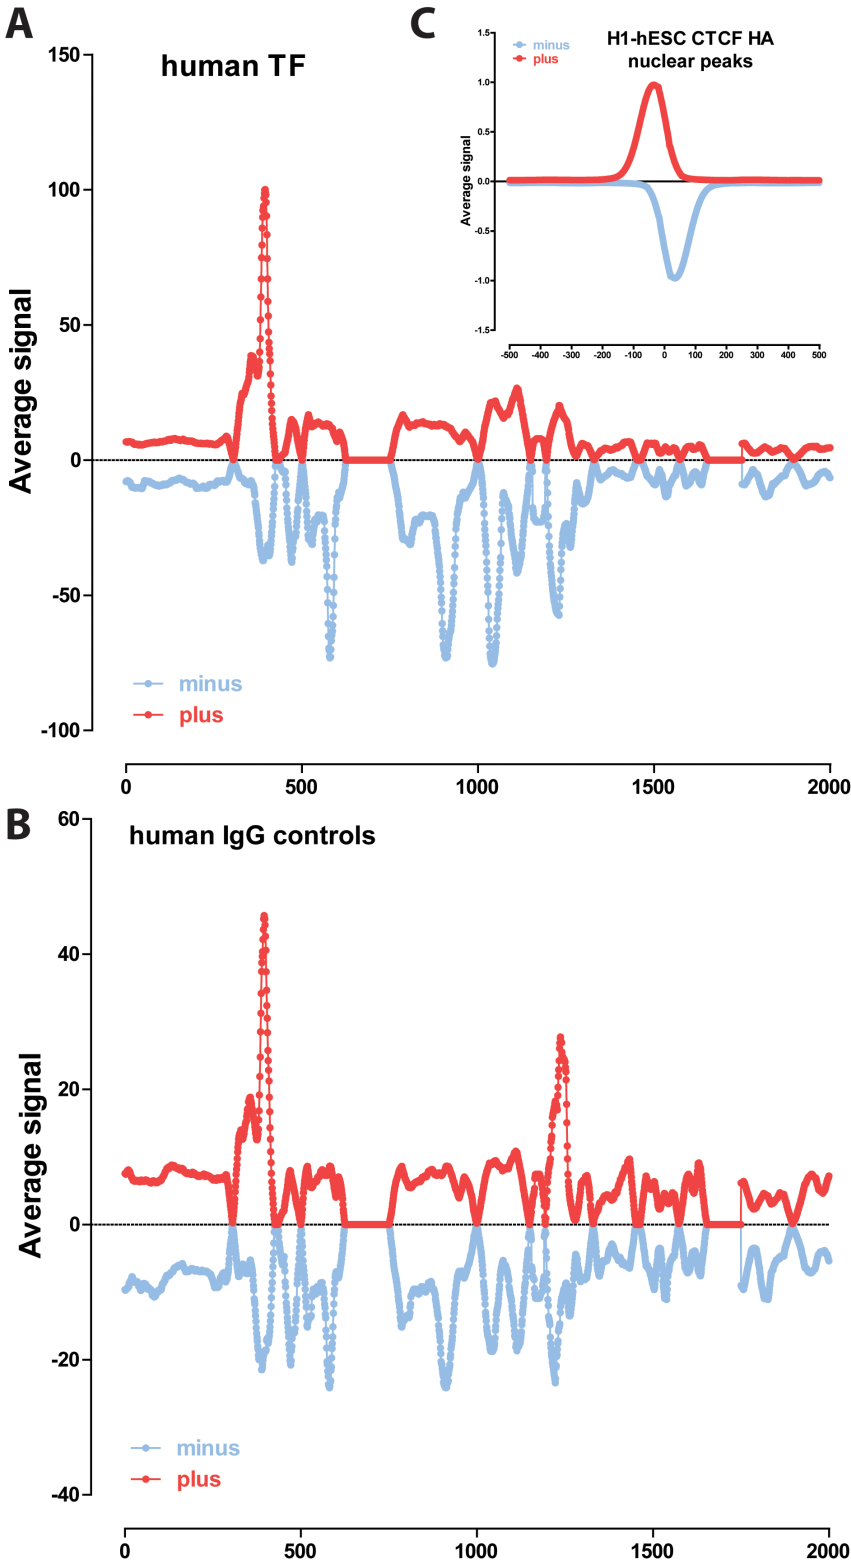 A
human TF
150
100
50
0
-50
-100
Average signal
minus
plus
0 500 1000 1500 2000
C
H1-hESC CTCF HA
nuclear peaks
minus
plus
1.5
1.0
0.5
0.0
-0.5
-1.0
-1.5
Average signal
-500 -400 -300 -200 -100 0 100 200 300 400 500
B
human IgG controls
60
40
20
0
-20
-40
Average signal
minus
plus
0 500 1000 1500 2000